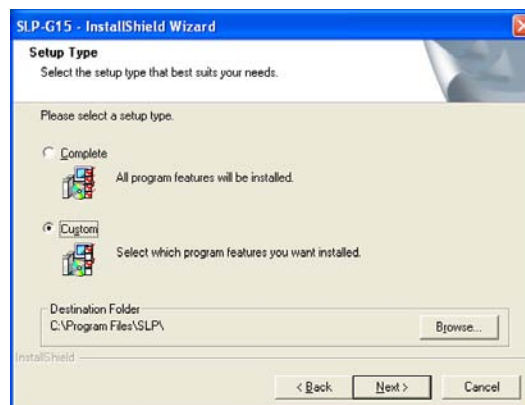 SLP-G15 - InstallShield Wizard
Setup Type
Select the setup type that best suits your needs.
Please select a setup type.
Complete
All program features will be installed.
Custom
Select which program features you want installed.
Destination Folder
C:\Program Files\SLP\
Browse...
InstallShield
< Back
Next >
Cancel